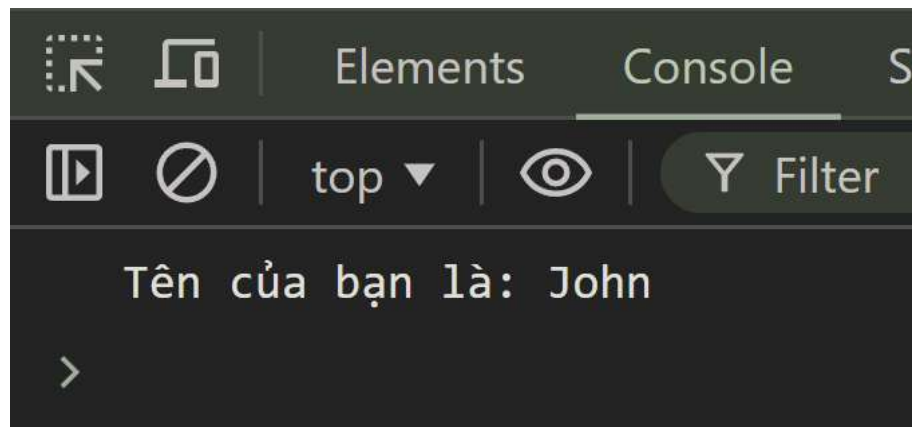 Elements Console S
top Filter
Tên của bạn là: John